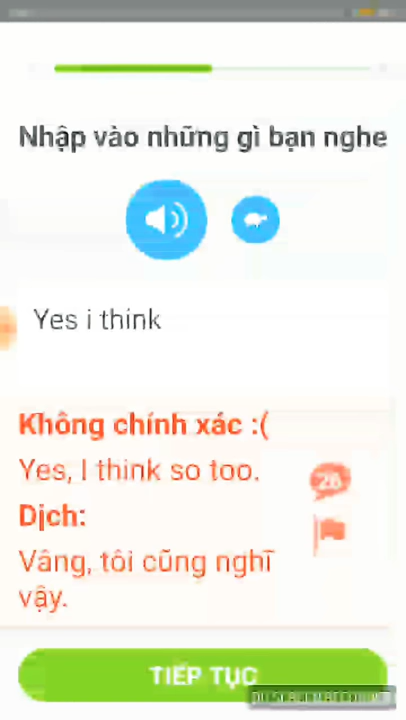 Nhập vào những gì bạn nghe
Yes i think
Không chính xác :(
Yes, I think so too.
26
Dịch:
Vâng, tôi cũng nghĩ
vậy.
TIẾP TỤC